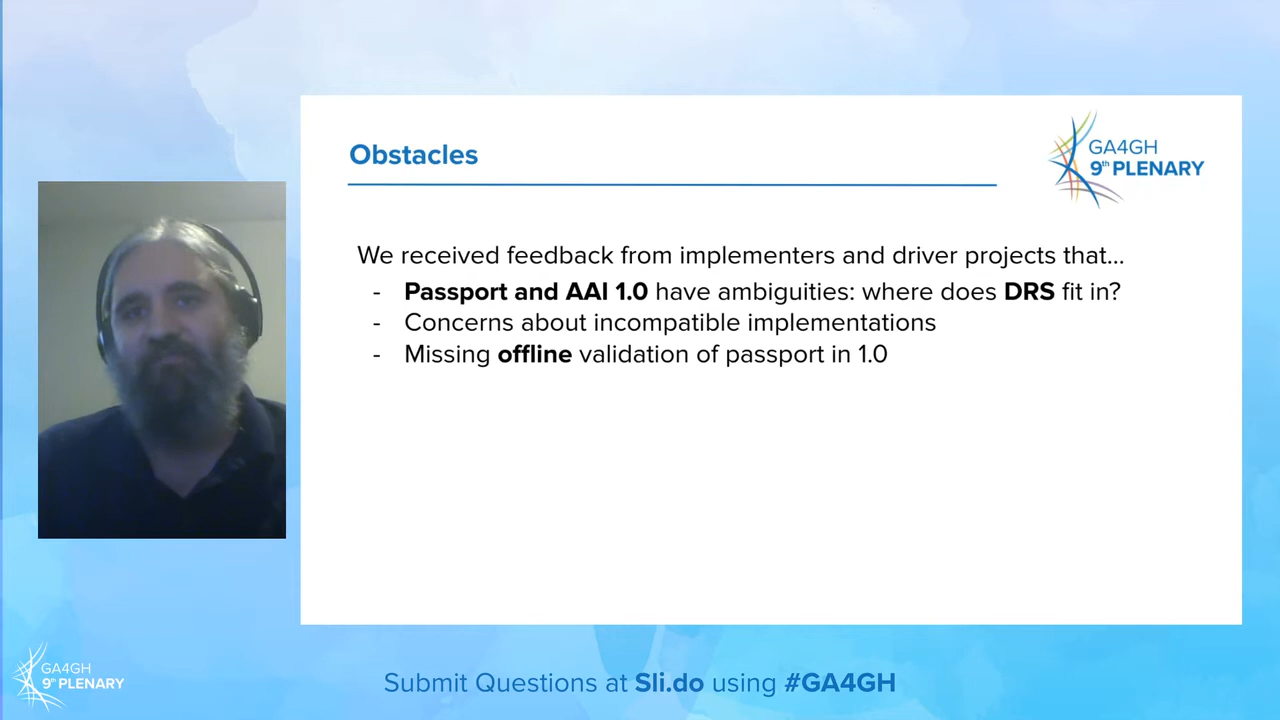 Obstacles
GA4GH
9th PLENARY
We received feedback from implementers and driver projects that...
- Passport and AAI 1.0 have ambiguities: where does DRS fit in?
- Concerns about incompatible implementations
- Missing offline validation of passport in 1.0
GA4GH
9th PLENARY
Submit Questions at Sli.do using #GA4GH